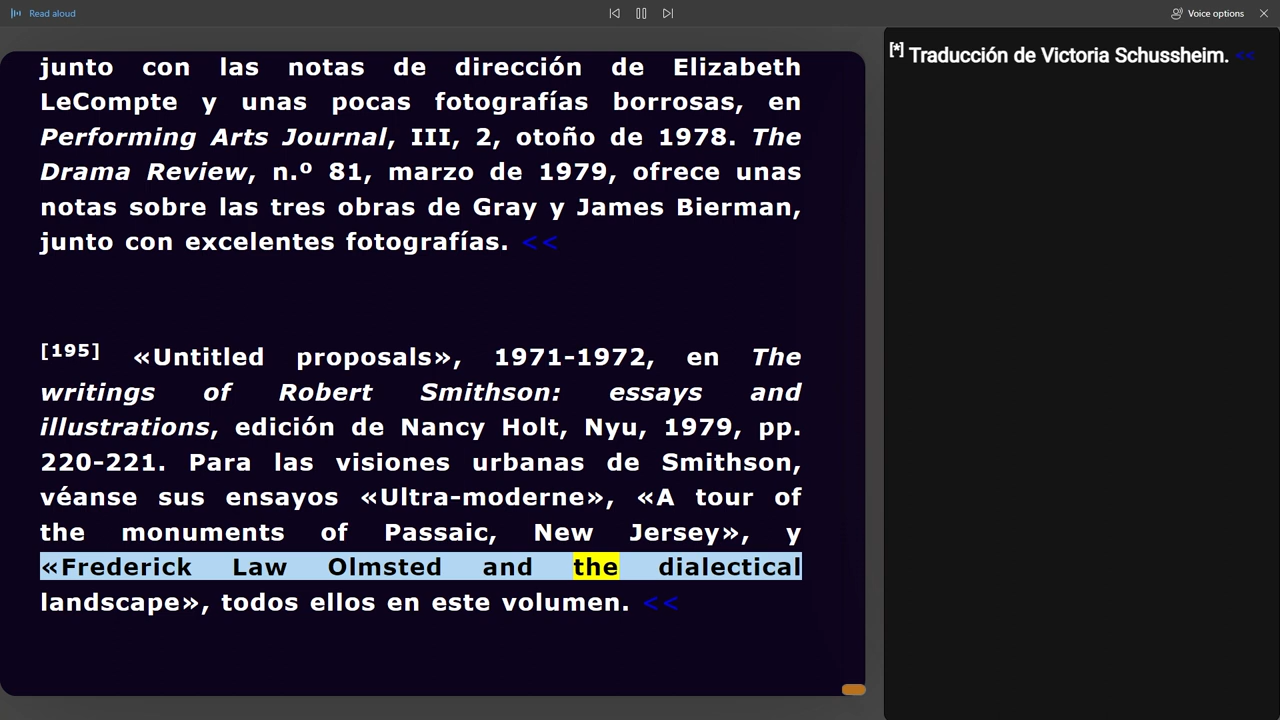 Read aloud
Voice options
junto con las notas de dirección de Elizabeth
LeCompte y unas pocas fotografías borrosas, en
Performing Arts Journal, III, 2, otoño de 1978. The
Drama Review, n.º 81, marzo de 1979, ofrece unas
notas sobre las tres obras de Gray y James Bierman,
junto con excelentes fotografías. <<
[195] «Untitled proposals», 1971-1972, en The
writings of Robert Smithson: essays and
illustrations, edición de Nancy Holt, Nyu, 1979, pp.
220-221. Para las visiones urbanas de Smithson,
véanse sus ensayos «Ultra-moderne», «A tour of
the monuments of Passaic, New Jersey», y
«Frederick Law Olmsted and the dialectical
landscape», todos ellos en este volumen. <<
[*] Traducción de Victoria Schussheim. <<